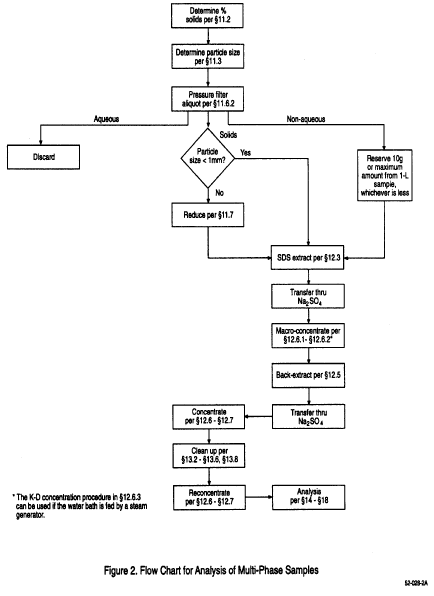 Determine %
solids per §11.2
Determine particle size
per §11.3
Pressure filter
aliquot per §11.6.2
Aqueous
Solids
Non-aqueous
Discard
Particle
size < 1mm?
Yes
No
Reserve 10g
or maximum
amount from 1-L
sample,
whichever is less
Reduce per §11.7
SDS extract per §12.3
Transfer thru
Na2SO4
Macro-concentrate per
§12.6.1- §12.6.2*
Back-extract per §12.5
Transfer thru
Na2SO4
Concentrate
per §12.6 - §12.7
Clean up per
§13.2 - §13.6, §13.8
Reconcentrate
per §12.6 - §12.7
Analysis
per §14 - §18
* The K-D concentration procedure in §12.6.3
can be used if the water bath is fed by a steam
generator.
Figure 2. Flow Chart for Analysis of Multi-Phase Samples
52-028-2A